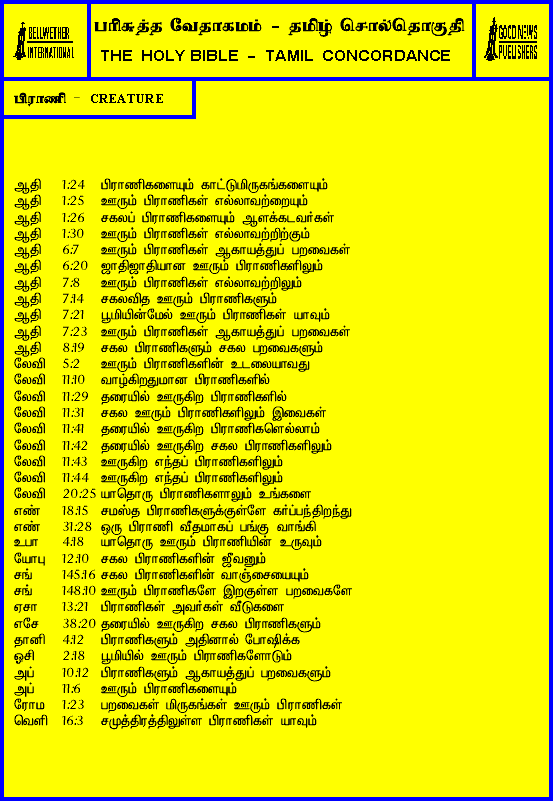 BELLWETHER
INTERNATIONAL
பரிசுத்த வேதாகமம் - தமிழ் சொல்தொகுதி
THE HOLY BIBLE - TAMIL CONCORDANCE
GOOD NEWS
PUBLISHERS
பிராணி - CREATURE
ஆதி 1:24 பிராணிகளையும் காட்டுமிருகங்களையும்
ஆதி 1:25 ஊரும் பிராணிகள் எல்லாவற்றையும்
ஆதி 1:26 சகலப் பிராணிகளையும் ஆளக்கடவர்கள்
ஆதி 1:30 ஊரும் பிராணிகள் எல்லாவற்றிற்கும்
ஆதி 6:7 ஊரும் பிராணிகள் ஆகாயத்துப் பறவைகள்
ஆதி 6:20 ஜாதிஜாதியான ஊரும் பிராணிகளிலும்
ஆதி 7:8 ஊரும் பிராணிகள் எல்லாவற்றிலும்
ஆதி 7:14 சகலவித ஊரும் பிராணிகளும்
ஆதி 7:21 பூமியின்மேல் ஊரும் பிராணிகள் யாவும்
ஆதி 7:23 ஊரும் பிராணிகள் ஆகாயத்துப் பறவைகள்
ஆதி 8:19 சகல பிராணிகளும் சகல பறவைகளும்
லேவி 5:2 ஊரும் பிராணிகளின் உடலையாவது
லேவி 11:10 வாழ்கிறதுமான பிராணிகளில்
லேவி 11:29 தரையில் ஊருகிற பிராணிகளில்
லேவி 11:31 சகல ஊரும் பிராணிகளிலும் இவைகள்
லேவி 11:41 தரையில் ஊருகிற பிராணிகளெல்லாம்
லேவி 11:42 தரையில் ஊருகிற சகல பிராணிகளிலும்
லேவி 11:43 ஊருகிற எந்தப் பிராணிகளிலும்
லேவி 11:44 ஊருகிற எந்தப் பிராணிகளிலும்
லேவி 20:25 யாதொரு பிராணிகளாலும் உங்களை
எண் 18:15 சமஸ்த பிராணிகளுக்குள்ளே கர்ப்பந்திறந்து
எண் 31:28 ஒரு பிராணி வீதமாகப் பங்கு வாங்கி
உபா 4:18 யாதொரு ஊரும் பிராணியின் உருவும்
யோபு 12:10 சகல பிராணிகளின் ஜீவனும்
சங் 145:16 சகல பிராணிகளின் வாஞ்சையையும்
சங் 148:10 ஊரும் பிராணிகளே இறகுள்ள பறவைகளே
ஏசா 13:21 பிராணிகள் அவர்கள் வீடுகளை
எசே 38:20 தரையில் ஊருகிற சகல பிராணிகளும்
தானி 4:12 பிராணிகளும் அதினால் போஷிக்க
ஓசி 2:18 பூமியில் ஊரும் பிராணிகளோடும்
அப் 10:12 பிராணிகளும் ஆகாயத்துப் பறவைகளும்
அப் 11:6 ஊரும் பிராணிகளையும்
ரோம 1:23 பறவைகள் மிருகங்கள் ஊரும் பிராணிகள்
வெளி 16:3 சமுத்திரத்திலுள்ள பிராணிகள் யாவும்